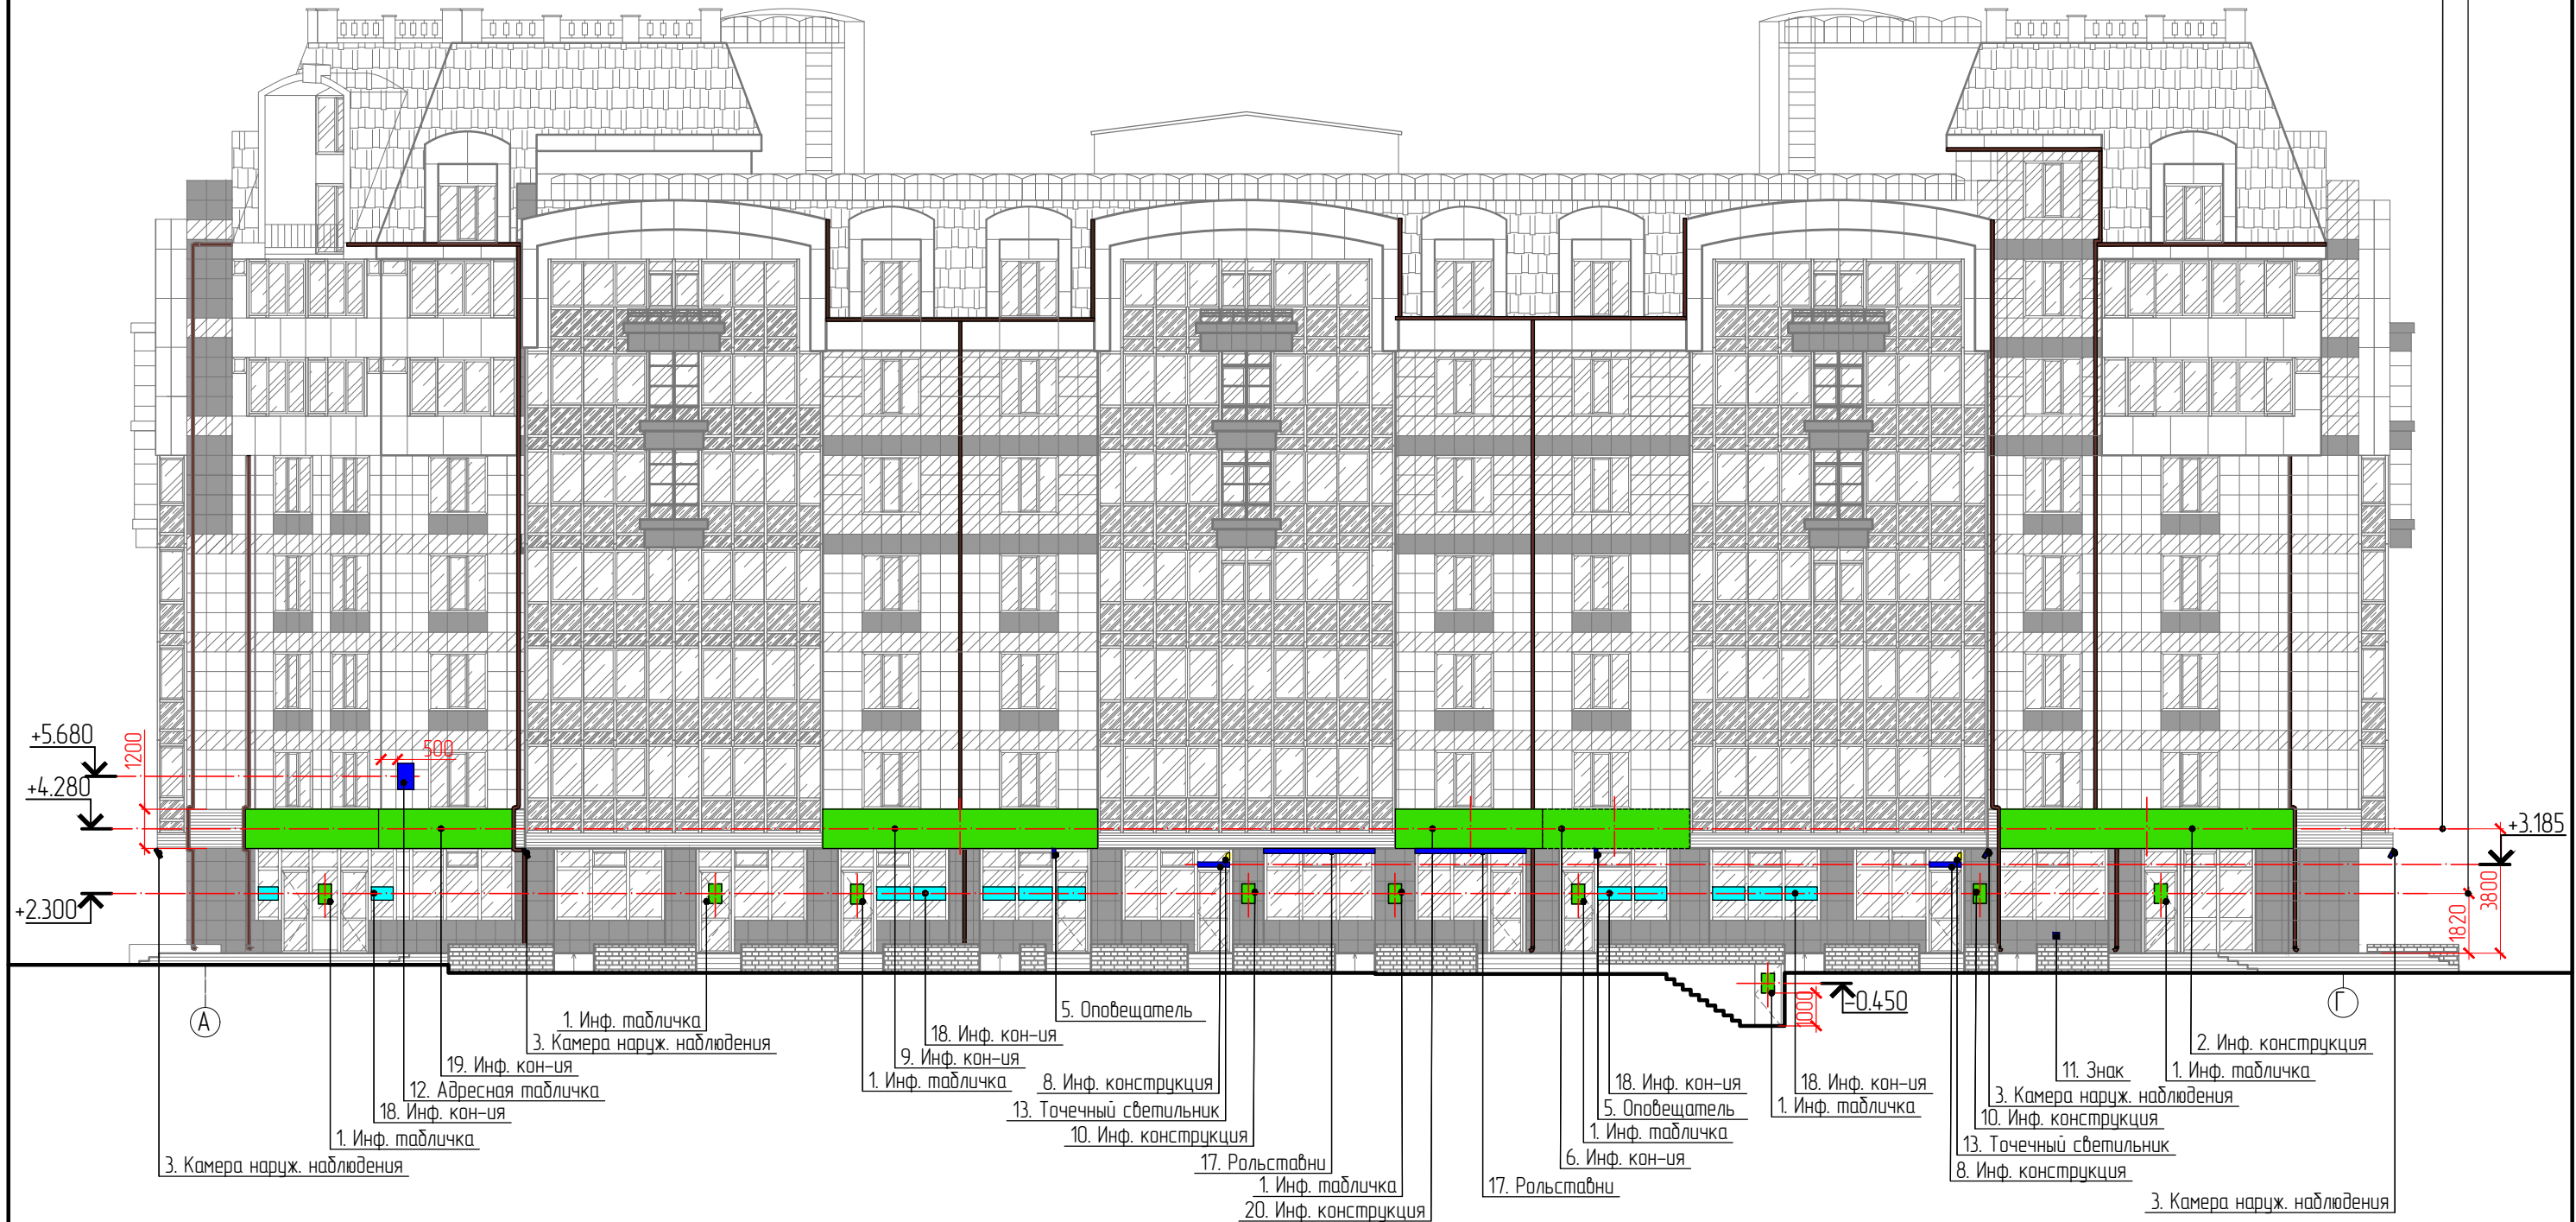 +5.680
1200
500
+4.280
+3.185
+2.300
3800
1820
А
Г
-0.450
1000
1. Инф. табличка
5. Оповещатель
3. Камера наруж. наблюдения
18. Инф. кон-ия
9. Инф. кон-ия
2. Инф. конструкция
19. Инф. кон-ия
1. Инф. табличка
8. Инф. конструкция
18. Инф. кон-ия
18. Инф. кон-ия
11. Знак
1. Инф. табличка
12. Адресная табличка
3. Камера наруж. наблюдения
18. Инф. кон-ия
13. Точечный светильник
5. Оповещатель
1. Инф. табличка
10. Инф. конструкция
1. Инф. табличка
10. Инф. конструкция
1. Инф. табличка
13. Точечный светильник
3. Камера наруж. наблюдения
17. Рольставни
6. Инф. кон-ия
8. Инф. конструкция
1. Инф. табличка
17. Рольставни
3. Камера наруж. наблюдения
20. Инф. конструкция